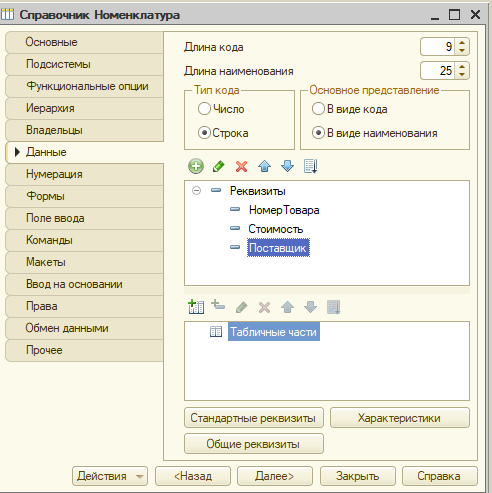 Справочник Номенклатура
Основные
Подсистемы
Функциональные опции
Иерархия
Владельцы
Данные
Нумерация
Формы
Поле ввода
Команды
Макеты
Ввод на основании
Права
Обмен данными
Прочее
Длина кода 9
Длина наименования 25
Тип кода
Число
Строка
Основное представление
В виде кода
В виде наименования
Реквизиты
НомерТовара
Стоимость
Поставщик
Табличные части
Стандартные реквизиты Характеристики
Общие реквизиты
Действия <Назад Далее> Закрыть Справка